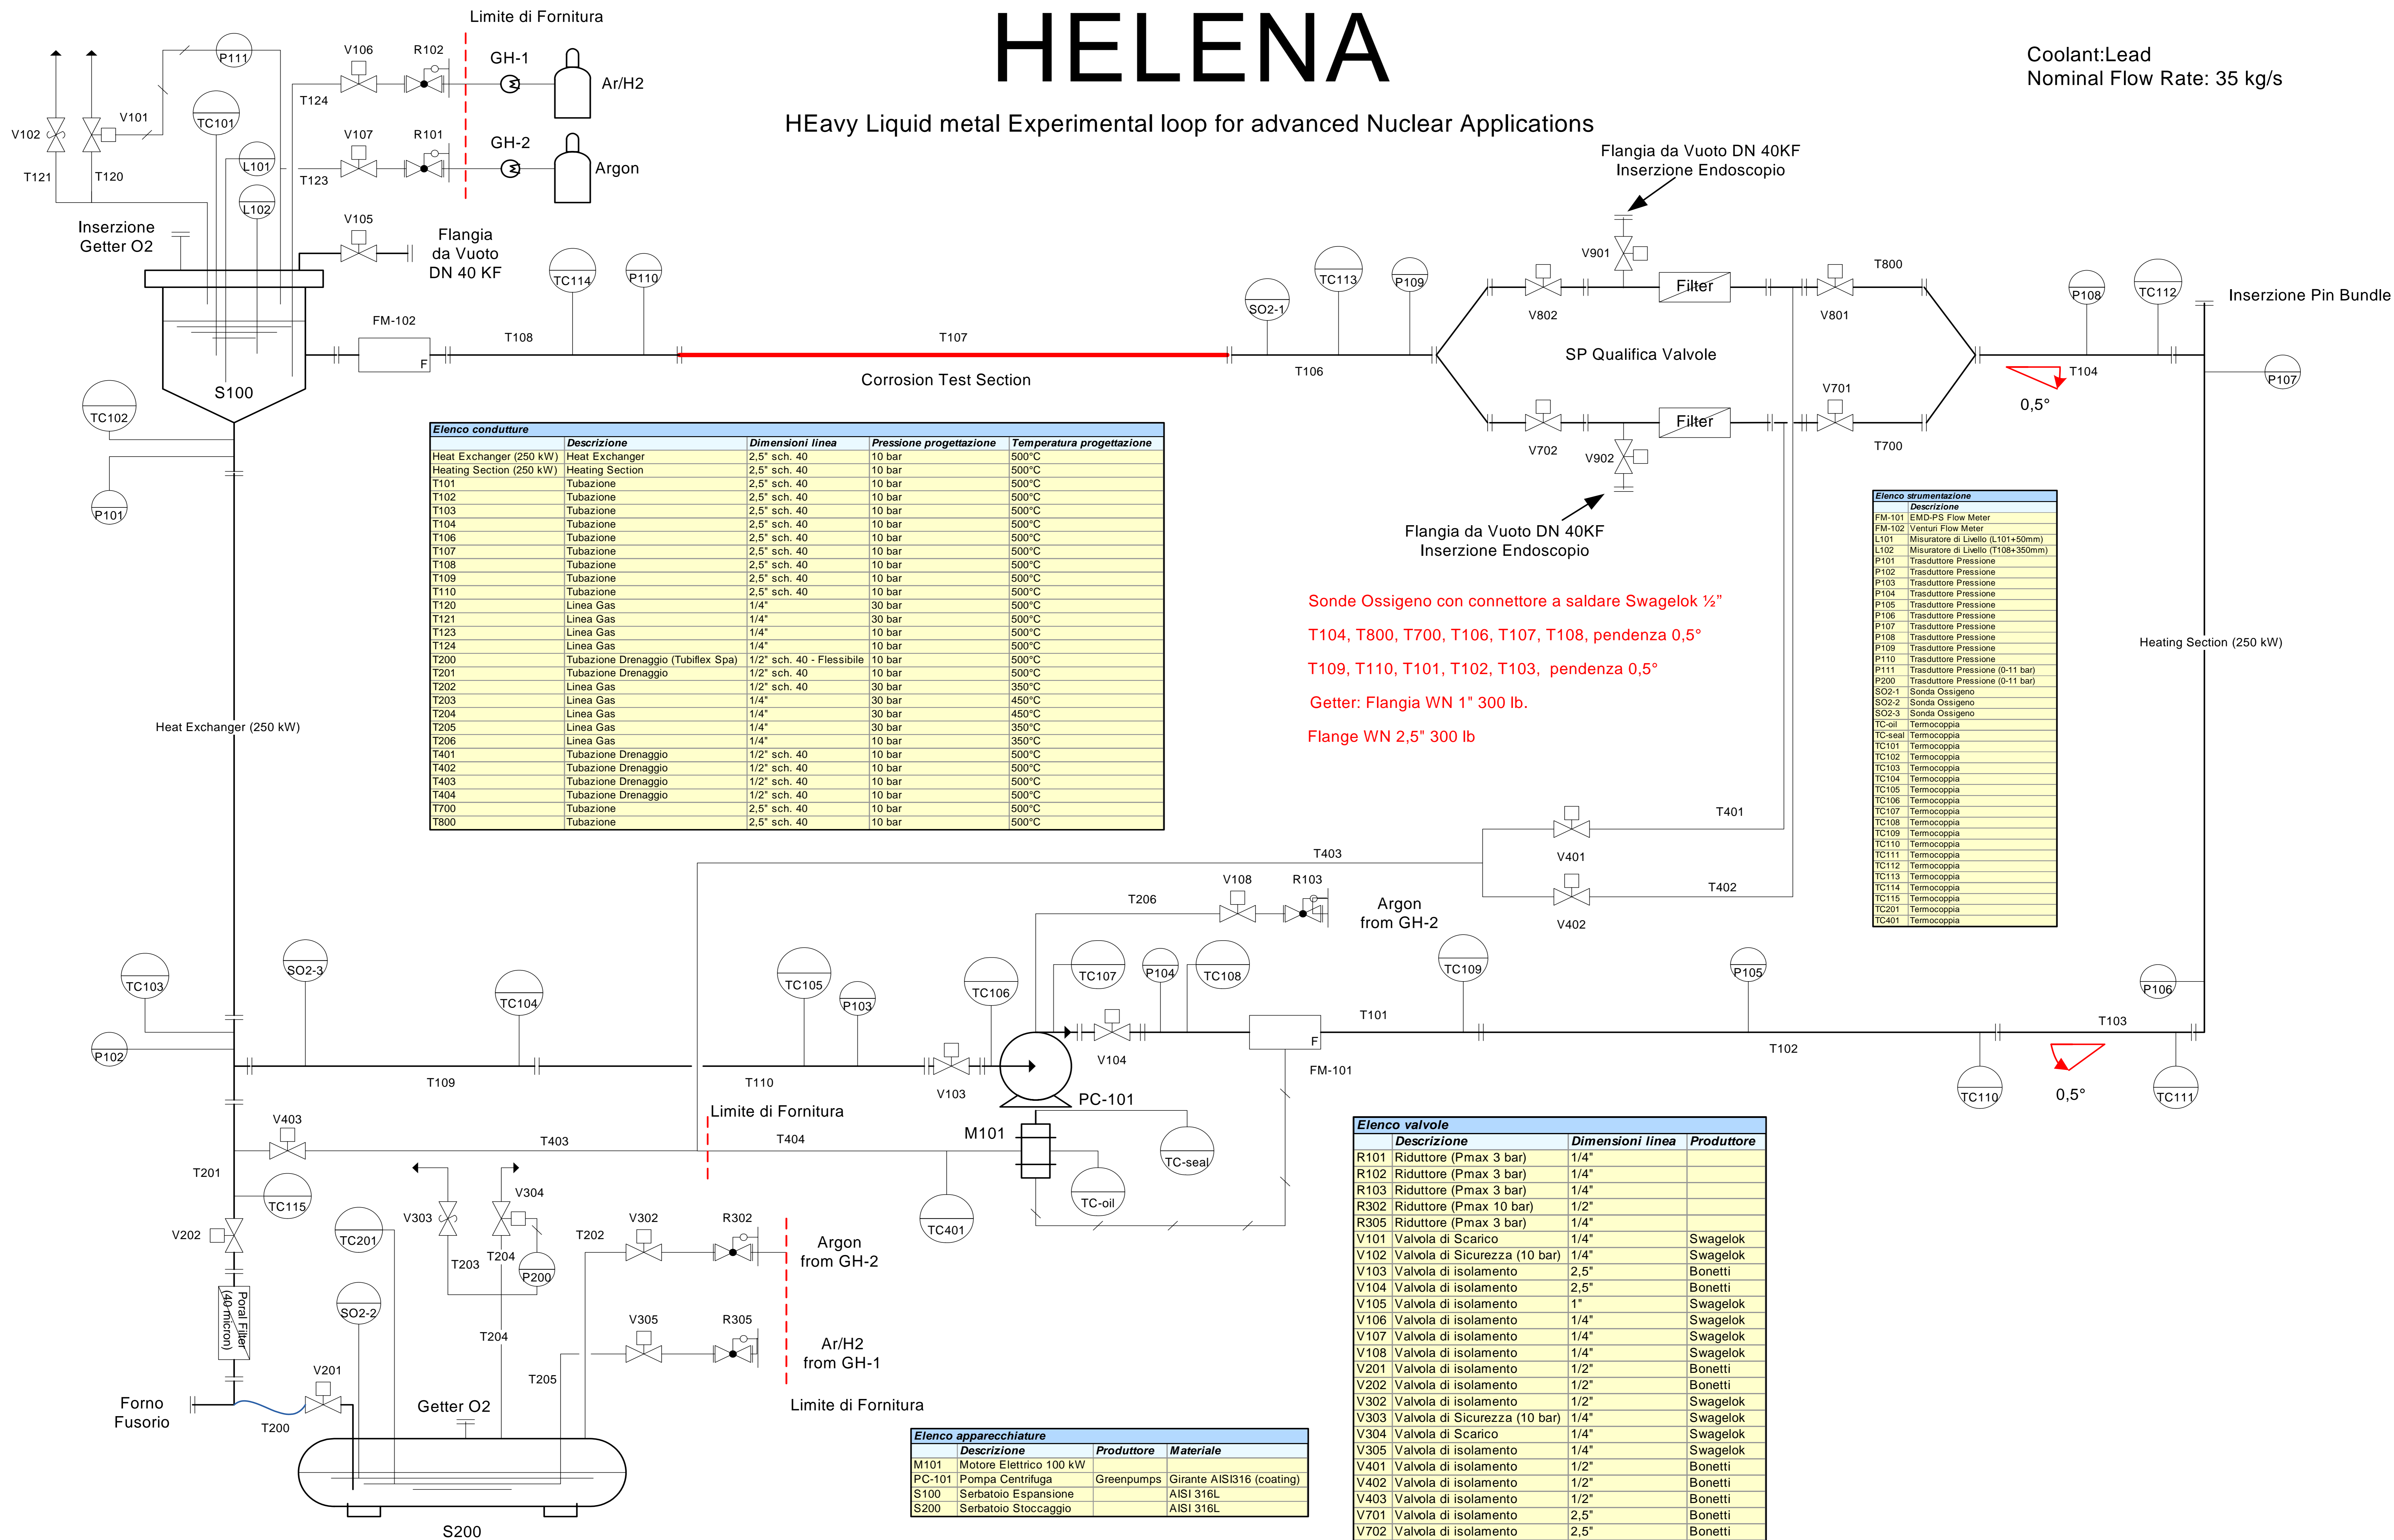 HELENA
HEavy Liquid metal Experimental loop for advanced Nuclear Applications
Coolant:Lead
Nominal Flow Rate: 35 kg/s
Limite di Fornitura
P111
V106
R102
GH-1
Ar/H2
T124
V102
V101
TC101
V107
R101
GH-2
Argon
L101
T123
T121
T120
L102
V105
Inserzione
Getter O2
Flangia
da Vuoto
DN 40 KF
S100
FM-102
F
T108
TC114
P110
T107
Corrosion Test Section
SO2-1
TC113
P109
T106
Flangia da Vuoto DN 40KF
Inserzione Endoscopio
V901
V802
Filter
V801
T800
SP Qualifica Valvole
V701
V702
V902
Filter
T700
Flangia da Vuoto DN 40KF
Inserzione Endoscopio
P108
TC112
T104
0,5°
Inserzione Pin Bundle
P107
TC102
P101
Heat Exchanger (250 kW)
Heating Section (250 kW)
Elenco condutture
Descrizione Dimensioni linea Pressione progettazione Temperatura progettazione
Heat Exchanger (250 kW) Heat Exchanger 2,5" sch. 40 10 bar 500°C
Heating Section (250 kW) Heating Section 2,5" sch. 40 10 bar 500°C
T101 Tubazione 2,5" sch. 40 10 bar 500°C
T102 Tubazione 2,5" sch. 40 10 bar 500°C
T103 Tubazione 2,5" sch. 40 10 bar 500°C
T104 Tubazione 2,5" sch. 40 10 bar 500°C
T106 Tubazione 2,5" sch. 40 10 bar 500°C
T107 Tubazione 2,5" sch. 40 10 bar 500°C
T108 Tubazione 2,5" sch. 40 10 bar 500°C
T109 Tubazione 2,5" sch. 40 10 bar 500°C
T110 Tubazione 2,5" sch. 40 10 bar 500°C
T120 Linea Gas 1/4" 30 bar 500°C
T121 Linea Gas 1/4" 30 bar 500°C
T123 Linea Gas 1/4" 10 bar 500°C
T124 Linea Gas 1/4" 10 bar 500°C
T200 Tubazione Drenaggio (Tubiflex Spa) 1/2" sch. 40 - Flessibile 10 bar 500°C
T201 Tubazione Drenaggio 1/2" sch. 40 10 bar 500°C
T202 Linea Gas 1/2" sch. 40 30 bar 350°C
T203 Linea Gas 1/4" 30 bar 450°C
T204 Linea Gas 1/4" 30 bar 450°C
T205 Linea Gas 1/4" 30 bar 350°C
T206 Linea Gas 1/4" 10 bar 350°C
T401 Tubazione Drenaggio 1/2" sch. 40 10 bar 500°C
T402 Tubazione Drenaggio 1/2" sch. 40 10 bar 500°C
T403 Tubazione Drenaggio 1/2" sch. 40 10 bar 500°C
T404 Tubazione Drenaggio 1/2" sch. 40 10 bar 500°C
T700 Tubazione 2,5" sch. 40 10 bar 500°C
T800 Tubazione 2,5" sch. 40 10 bar 500°C
Sonde Ossigeno con connettore a saldare Swagelok ½"
T104, T800, T700, T106, T107, T108, pendenza 0,5°
T109, T110, T101, T102, T103, pendenza 0,5°
Getter: Flangia WN 1" 300 lb.
Flange WN 2,5" 300 lb
Elenco strumentazione
Descrizione
FM-101 EMD-PS Flow Meter
FM-102 Venturi Flow Meter
L101 Misuratore di Livello (L101+50mm)
L102 Misuratore di Livello (T108+350mm)
P101 Trasduttore Pressione
P102 Trasduttore Pressione
P103 Trasduttore Pressione
P104 Trasduttore Pressione
P105 Trasduttore Pressione
P106 Trasduttore Pressione
P107 Trasduttore Pressione
P108 Trasduttore Pressione
P109 Trasduttore Pressione
P110 Trasduttore Pressione
P111 Trasduttore Pressione (0-11 bar)
P200 Trasduttore Pressione (0-11 bar)
SO2-1 Sonda Ossigeno
SO2-2 Sonda Ossigeno
SO2-3 Sonda Ossigeno
TC-oil Termocoppia
TC-seal Termocoppia
TC101 Termocoppia
TC102 Termocoppia
TC103 Termocoppia
TC104 Termocoppia
TC105 Termocoppia
TC106 Termocoppia
TC107 Termocoppia
TC108 Termocoppia
TC109 Termocoppia
TC110 Termocoppia
TC111 Termocoppia
TC112 Termocoppia
TC113 Termocoppia
TC114 Termocoppia
TC115 Termocoppia
TC201 Termocoppia
TC401 Termocoppia
T401
V401
T403
T402
V402
T206
V108
R103
Argon
from GH-2
TC103
P102
SO2-3
TC104
TC105
P103
TC106
TC107
P104
TC108
TC109
P105
P106
T109
T110
V103
V104
PC-101
F
FM-101
T101
T102
T103
TC110
0,5°
TC111
V403
T403
Limite di Fornitura
T404
M101
TC-seal
TC-oil
TC401
T201
TC115
V202
Poral Filter
(40 micron)
V303
V304
TC201
T203
T204
P200
T202
V302
R302
Argon
from GH-2
SO2-2
T204
V305
R305
Ar/H2
from GH-1
T205
Limite di Fornitura
V201
Forno
Fusorio
T200
Getter O2
S200
Elenco apparecchiature
Descrizione Produttore Materiale
M101 Motore Elettrico 100 kW
PC-101 Pompa Centrifuga Greenpumps Girante AISI316 (coating)
S100 Serbatoio Espansione AISI 316L
S200 Serbatoio Stoccaggio AISI 316L
Elenco valvole
Descrizione Dimensioni linea Produttore
R101 Riduttore (Pmax 3 bar) 1/4"
R102 Riduttore (Pmax 3 bar) 1/4"
R103 Riduttore (Pmax 3 bar) 1/4"
R302 Riduttore (Pmax 10 bar) 1/2"
R305 Riduttore (Pmax 3 bar) 1/4"
V101 Valvola di Scarico 1/4" Swagelok
V102 Valvola di Sicurezza (10 bar) 1/4" Swagelok
V103 Valvola di isolamento 2,5" Bonetti
V104 Valvola di isolamento 2,5" Bonetti
V105 Valvola di isolamento 1" Swagelok
V106 Valvola di isolamento 1/4" Swagelok
V107 Valvola di isolamento 1/4" Swagelok
V108 Valvola di isolamento 1/4" Swagelok
V201 Valvola di isolamento 1/2" Bonetti
V202 Valvola di isolamento 1/2" Bonetti
V302 Valvola di isolamento 1/2" Swagelok
V303 Valvola di Sicurezza (10 bar) 1/4" Swagelok
V304 Valvola di Scarico 1/4" Swagelok
V305 Valvola di isolamento 1/4" Swagelok
V401 Valvola di isolamento 1/2" Bonetti
V402 Valvola di isolamento 1/2" Bonetti
V403 Valvola di isolamento 1/2" Bonetti
V701 Valvola di isolamento 2,5" Bonetti
V702 Valvola di isolamento 2,5" Bonetti